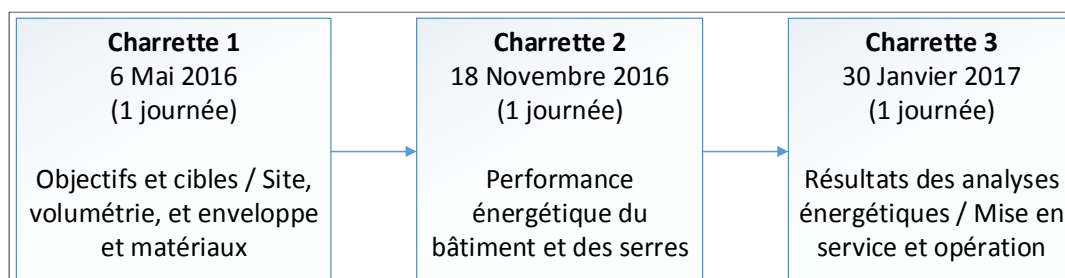 Charrette 1
6 Mai 2016
(1 journée)
Objectifs et cibles / Site,
volumétrie, et enveloppe
et matériaux
Charrette 2
18 Novembre 2016
(1 journée)
Performance
énergétique du
bâtiment et des serres
Charrette 3
30 Janvier 2017
(1 journée)
Résultats des analyses
énergétiques / Mise en
service et opération